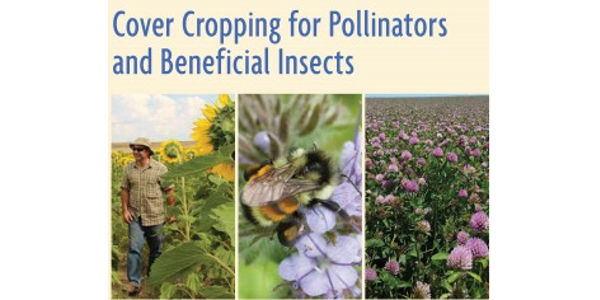 Cover Cropping for Pollinators
and Beneficial Insects